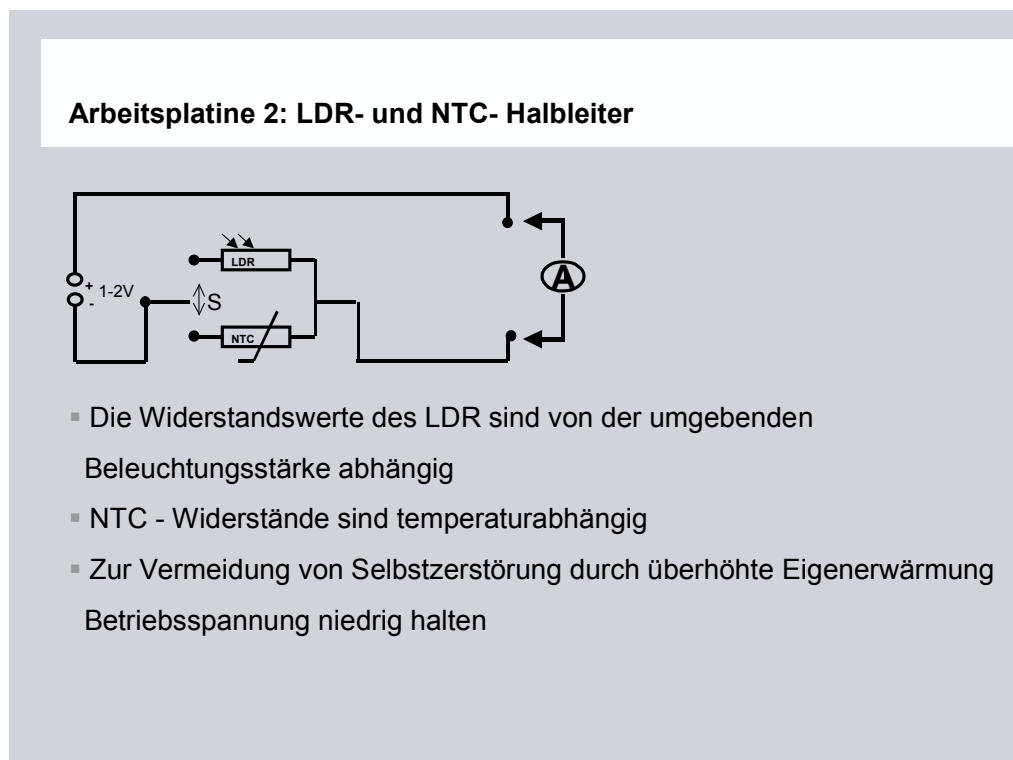 Arbeitsplatine 2: LDR- und NTC- Halbleiter
LDR
+
1-2V
-
S
A
NTC
▪ Die Widerstandswerte des LDR sind von der umgebenden
Beleuchtungsstärke abhängig
▪ NTC - Widerstände sind temperaturabhängig
▪ Zur Vermeidung von Selbstzerstörung durch überhöhte Eigenerwärmung
Betriebsspannung niedrig halten